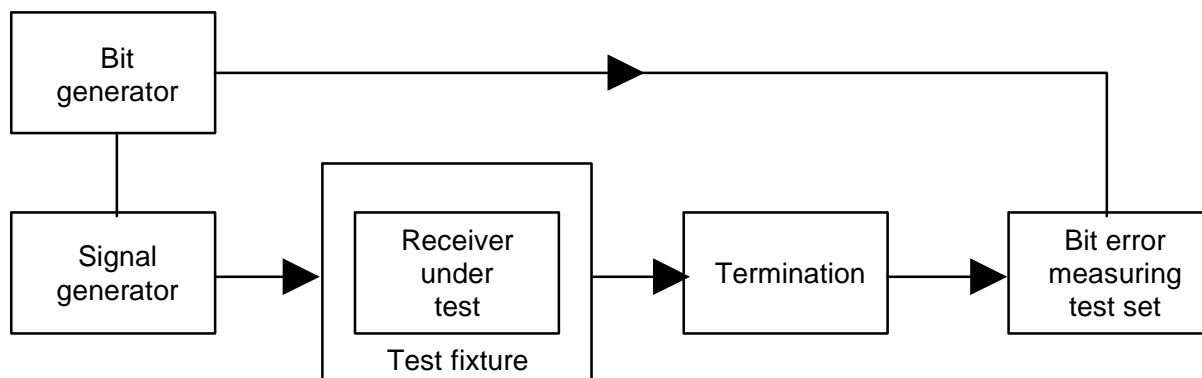 Bit
generator
Signal
generator
Receiver
under
test
Test fixture
Termination
Bit error
measuring
test set